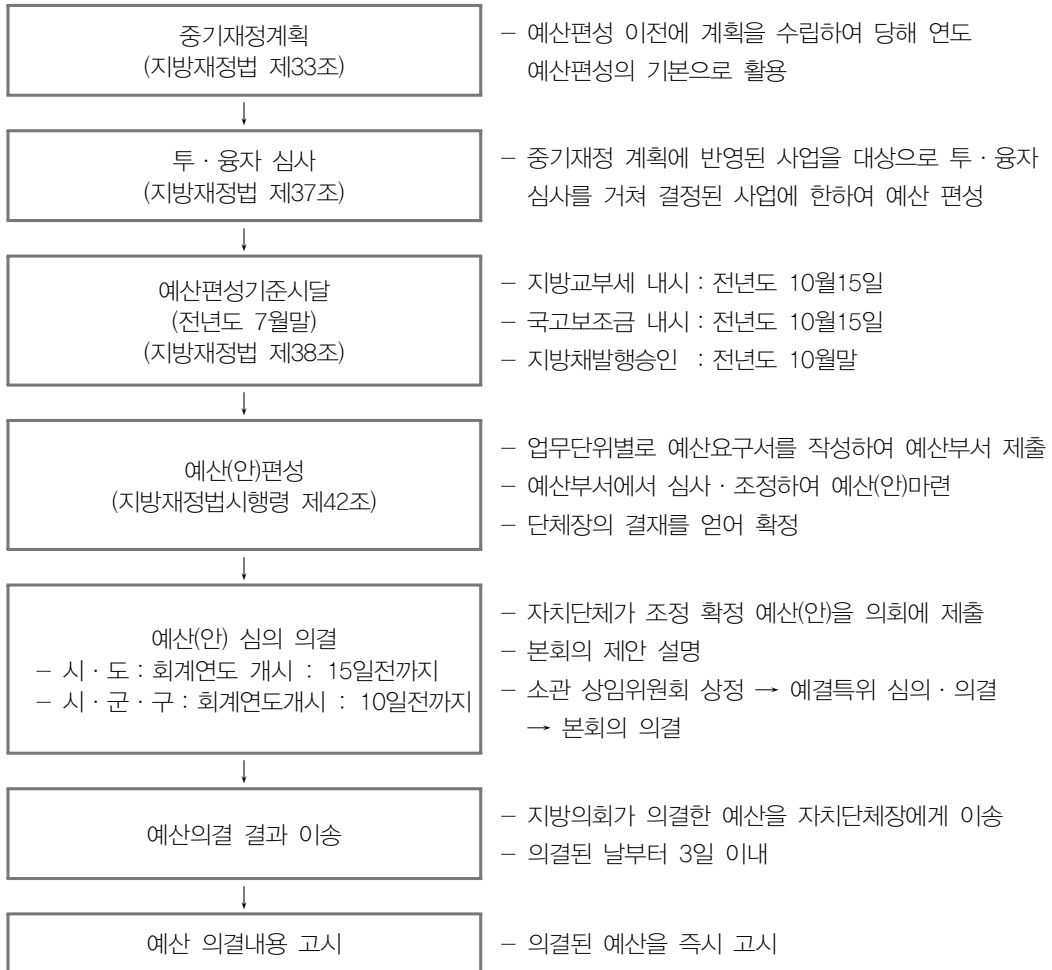 중기재정계획
(지방재정법 제33조)
– 예산편성 이전에 계획을 수립하여 당해 연도
예산편성의 기본으로 활용
↓
투 · 융자 심사
(지방재정법 제37조)
– 중기재정 계획에 반영된 사업을 대상으로 투 · 융자
심사를 거쳐 결정된 사업에 한하여 예산 편성
↓
예산편성기준시달
(전년도 7월말)
(지방재정법 제38조)
– 지방교부세 내시 : 전년도 10월15일
– 국고보조금 내시 : 전년도 10월15일
– 지방채발행승인 : 전년도 10월말
↓
예산(안)편성
(지방재정법시행령 제42조)
– 업무단위별로 예산요구서를 작성하여 예산부서 제출
– 예산부서에서 심사 · 조정하여 예산(안)마련
– 단체장의 결재를 얻어 확정
↓
예산(안) 심의 의결
– 시 · 도 : 회계연도 개시 : 15일전까지
– 시 · 군 · 구 : 회계연도개시 : 10일전까지
– 자치단체가 조정 확정 예산(안)을 의회에 제출
– 본회의 제안 설명
– 소관 상임위원회 상정 → 예결특위 심의 · 의결
→ 본회의 의결
↓
예산의결 결과 이송
– 지방의회가 의결한 예산을 자치단체장에게 이송
– 의결된 날부터 3일 이내
↓
예산 의결내용 고시
– 의결된 예산을 즉시 고시